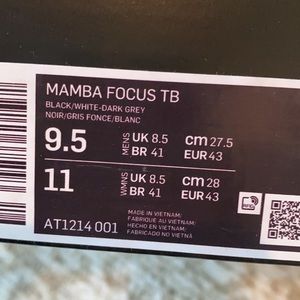 MAMBA FOCUS TB
BLACK/WHITE-DARK GREY
NOIR/GRIS FONCE/BLANC
9.5 MENS UK 8.5 cm 27.5
BR 41 EUR 43
11 WMNS UK 8.5 cm 28
BR 41 EUR 43
AT1214 001
MADE IN VIETNAM:
FABRIQUÉ AU VIETNAM:
HECHO EN VIETNAM:
FABRICADO NO VIETNÃ
RFID